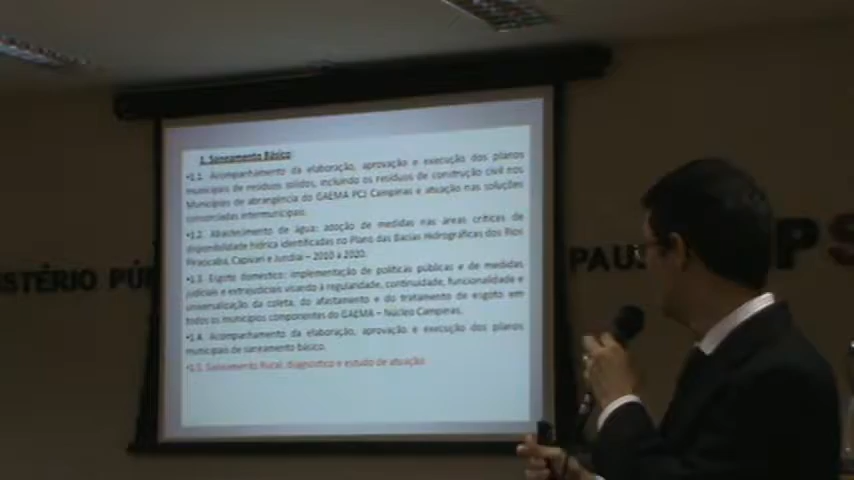 1. Saneamento Básico
•1.1. Acompanhamento da elaboração, aprovação e execução dos planos
municipais de resíduos sólidos, incluindo os resíduos de construção civil nos
Municípios de abrangência do GAEMA PCJ Campinas e atuação nas soluções
consorciadas intermunicipais.
•1.2. Abastecimento de água: adoção de medidas nas áreas críticas de
disponibilidade hídrica identificadas no Plano das Bacias Hidrográficas dos Rios
Piracicaba, Capivari e Jundiaí – 2010 à 2020.
•1.3. Esgoto doméstico: implementação de políticas públicas e de medidas
judiciais e extrajudiciais visando à regularidade, continuidade, funcionalidade e
universalização da coleta, do afastamento e do tratamento de esgoto em
todos os municípios componentes do GAEMA – Núcleo Campinas.
•1.4. Acompanhamento da elaboração, aprovação e execução dos planos
municipais de saneamento básico.
•1.5. Saneamento Rural: diagnóstico e estudo de atuação.
STÉRIO PÚB
PAU
PS